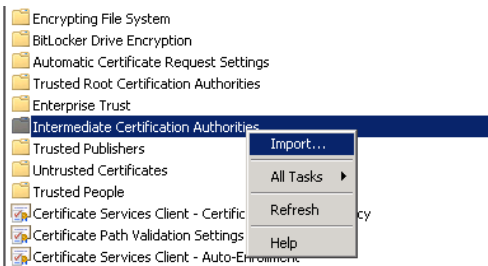 Encrypting File System
BitLocker Drive Encryption
Automatic Certificate Request Settings
Trusted Root Certification Authorities
Enterprise Trust
Intermediate Certification Authorities
Import...
Trusted Publishers
Untrusted Certificates
All Tasks
Trusted People
Certificate Services Client - Certific cy
Refresh
Certificate Path Validation Settings
Help
Certificate Services Client - Auto-Enrollment